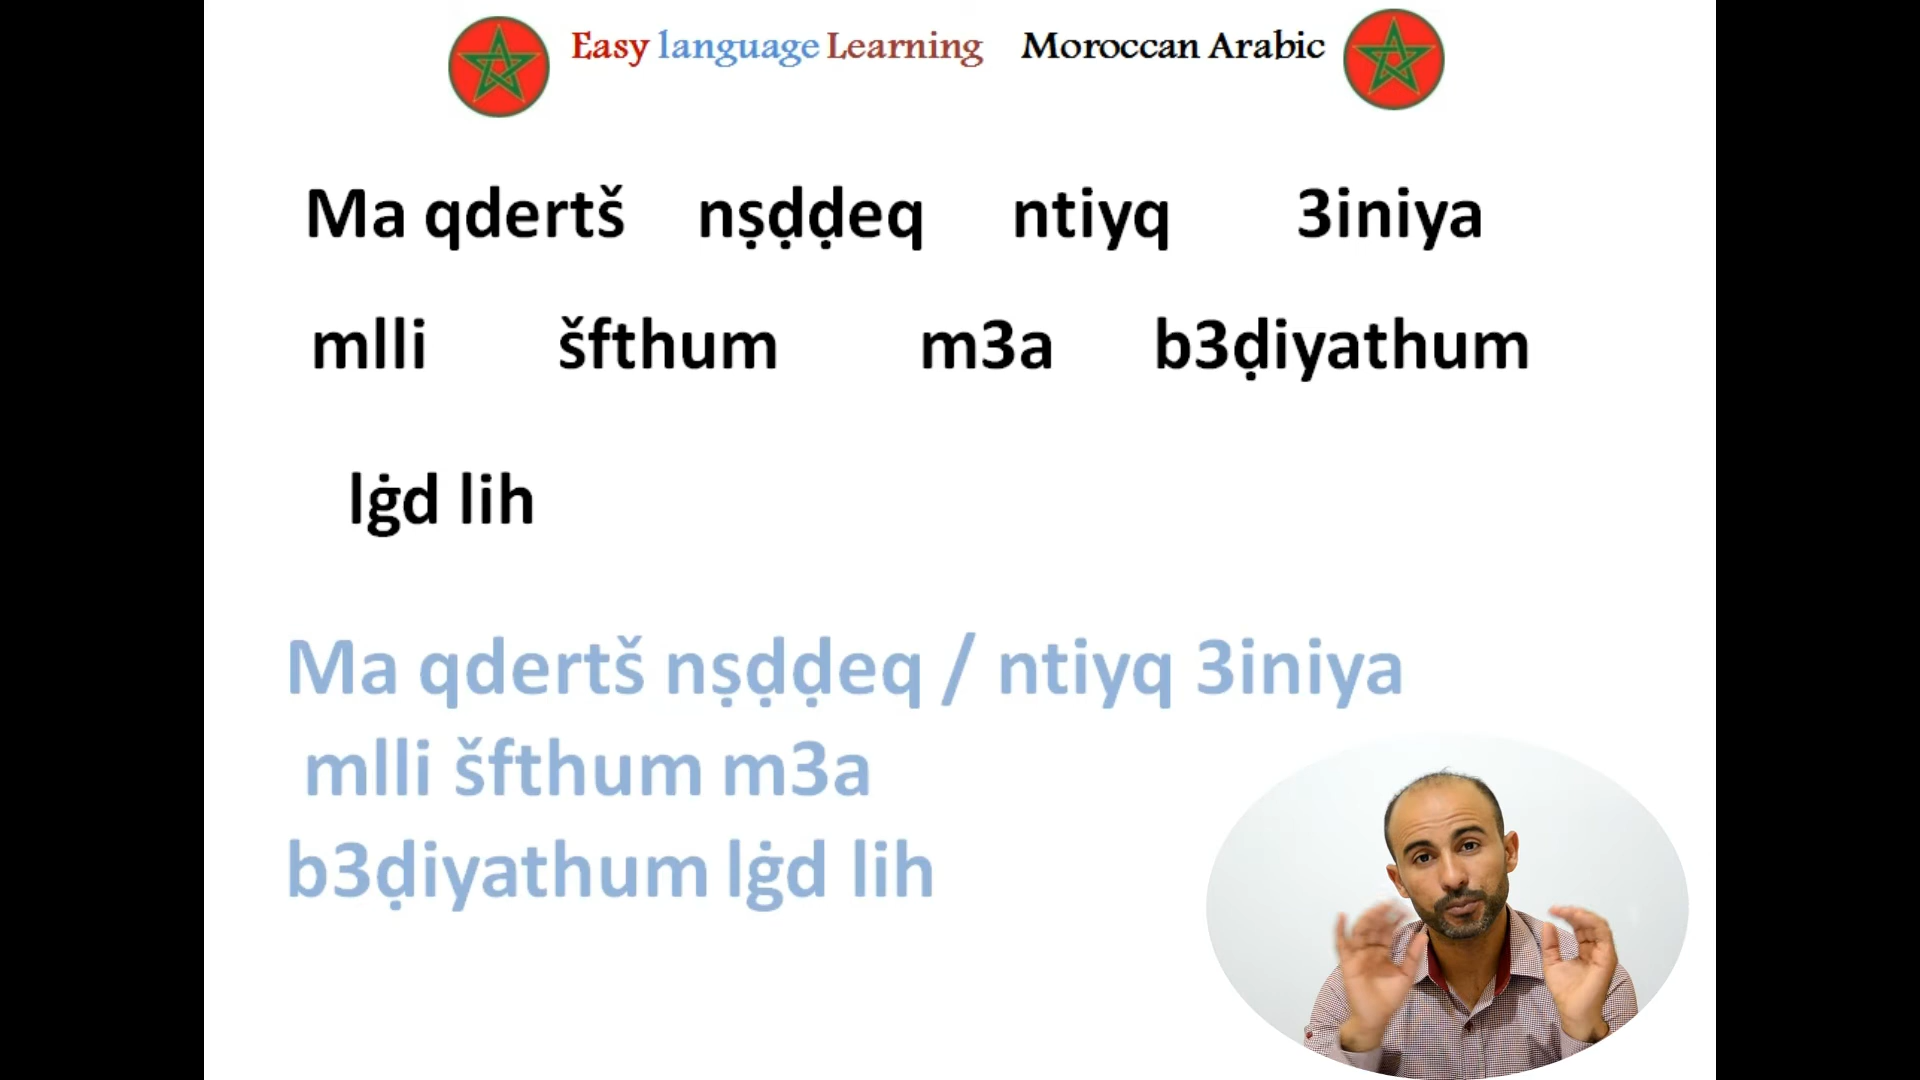 Easy language Learning Moroccan Arabic
Ma qdertš nṣḍḍeq ntiyq 3iniya
mlli šfthum m3a b3ḍiyathum
lġd lih
Ma qdertš nṣḍḍeq / ntiyq 3iniya
mlli šfthum m3a
b3ḍiyathum lġd lih